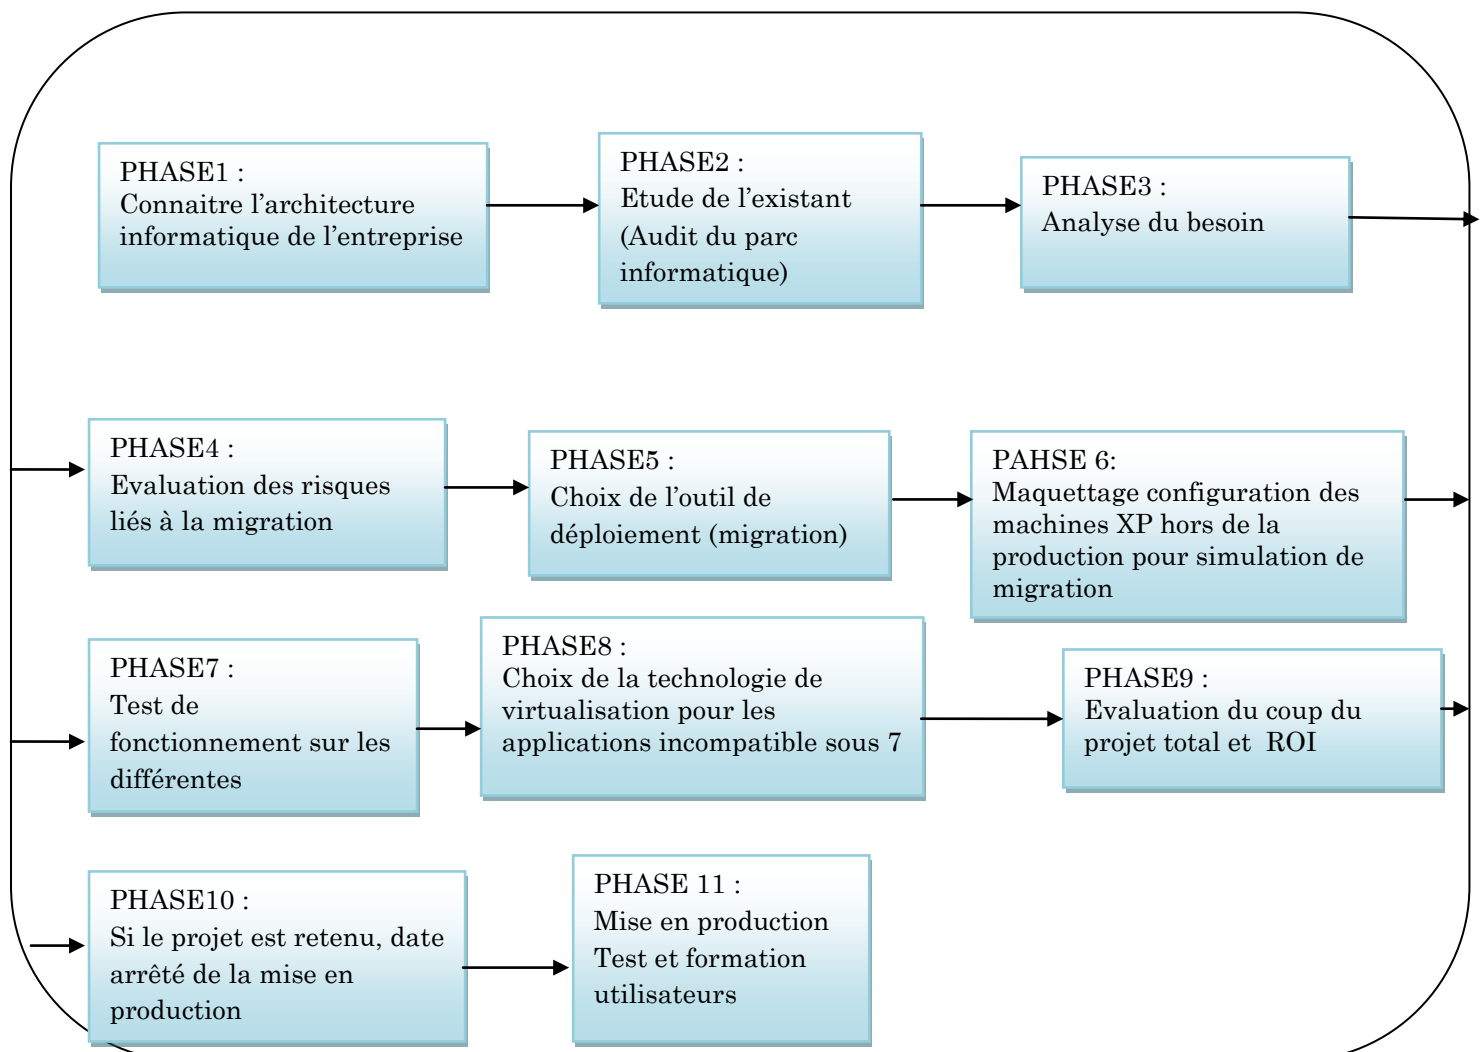 PHASE1 :
Connaitre l’architecture
informatique de l’entreprise
PHASE2 :
Etude de l’existant
(Audit du parc
informatique)
PHASE3 :
Analyse du besoin
PHASE4 :
Evaluation des risques
liés à la migration
PHASE5 :
Choix de l’outil de
déploiement (migration)
PAHSE 6:
Maquettage configuration des
machines XP hors de la
production pour simulation de
migration
PHASE7 :
Test de
fonctionnement sur les
différentes
PHASE8 :
Choix de la technologie de
virtualisation pour les
applications incompatible sous 7
PHASE9 :
Evaluation du coup du
projet total et  ROI
PHASE10 :
Si le projet est retenu, date
arrêté de la mise en
production
PHASE 11 :
Mise en production
Test et formation
utilisateurs